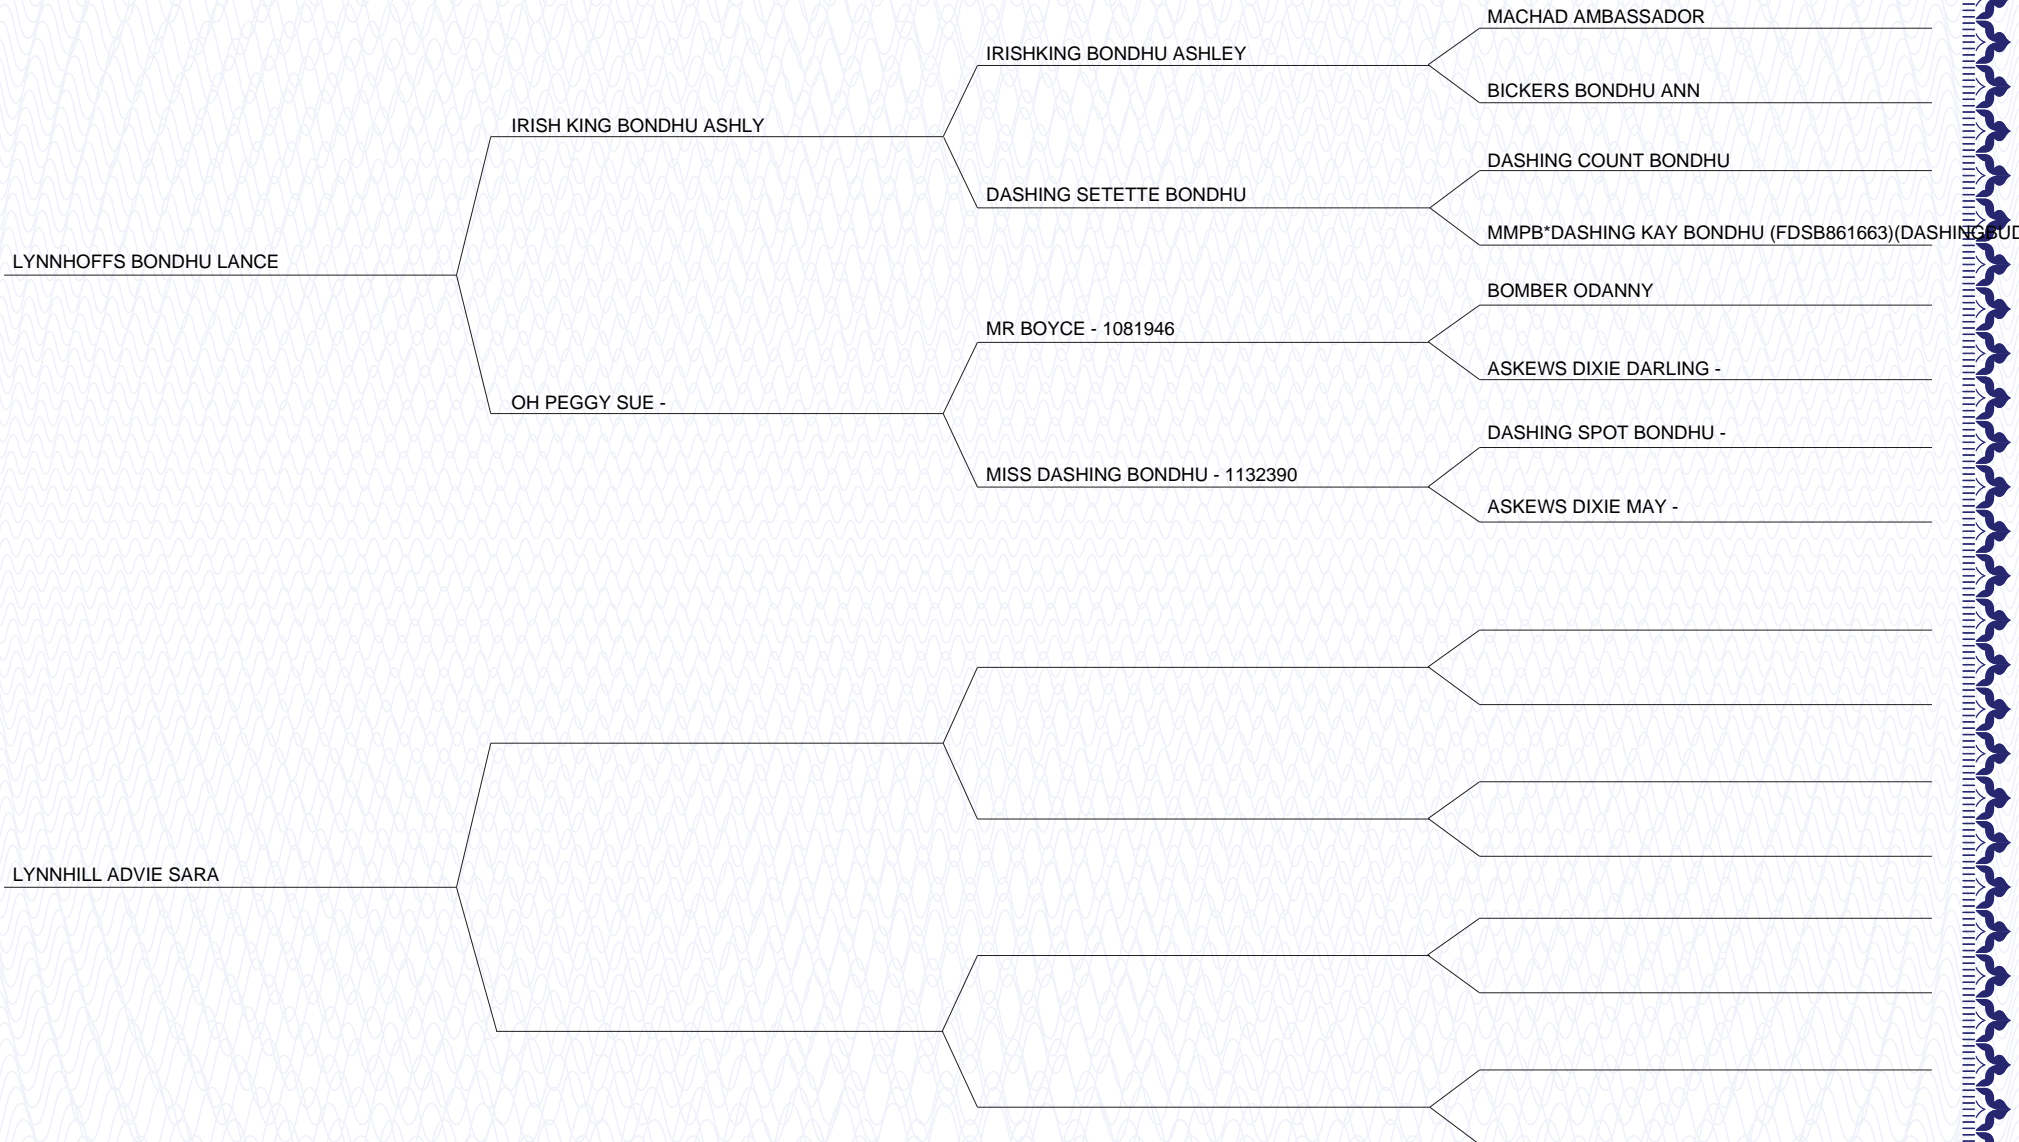 MACHAD AMBASSADOR
IRISHKING BONDHU ASHLEY
BICKERS BONDHU ANN
IRISH KING BONDHU ASHLY
DASHING COUNT BONDHU
DASHING SETETTE BONDHU
MMPB*DASHING KAY BONDHU (FDSB861663)(DASHINGBUD
LYNNHOFFS BONDHU LANCE
BOMBER ODANNY
MR BOYCE - 1081946
ASKEWS DIXIE DARLING -
OH PEGGY SUE -
DASHING SPOT BONDHU -
MISS DASHING BONDHU - 1132390
ASKEWS DIXIE MAY -
LYNNHILL ADVIE SARA